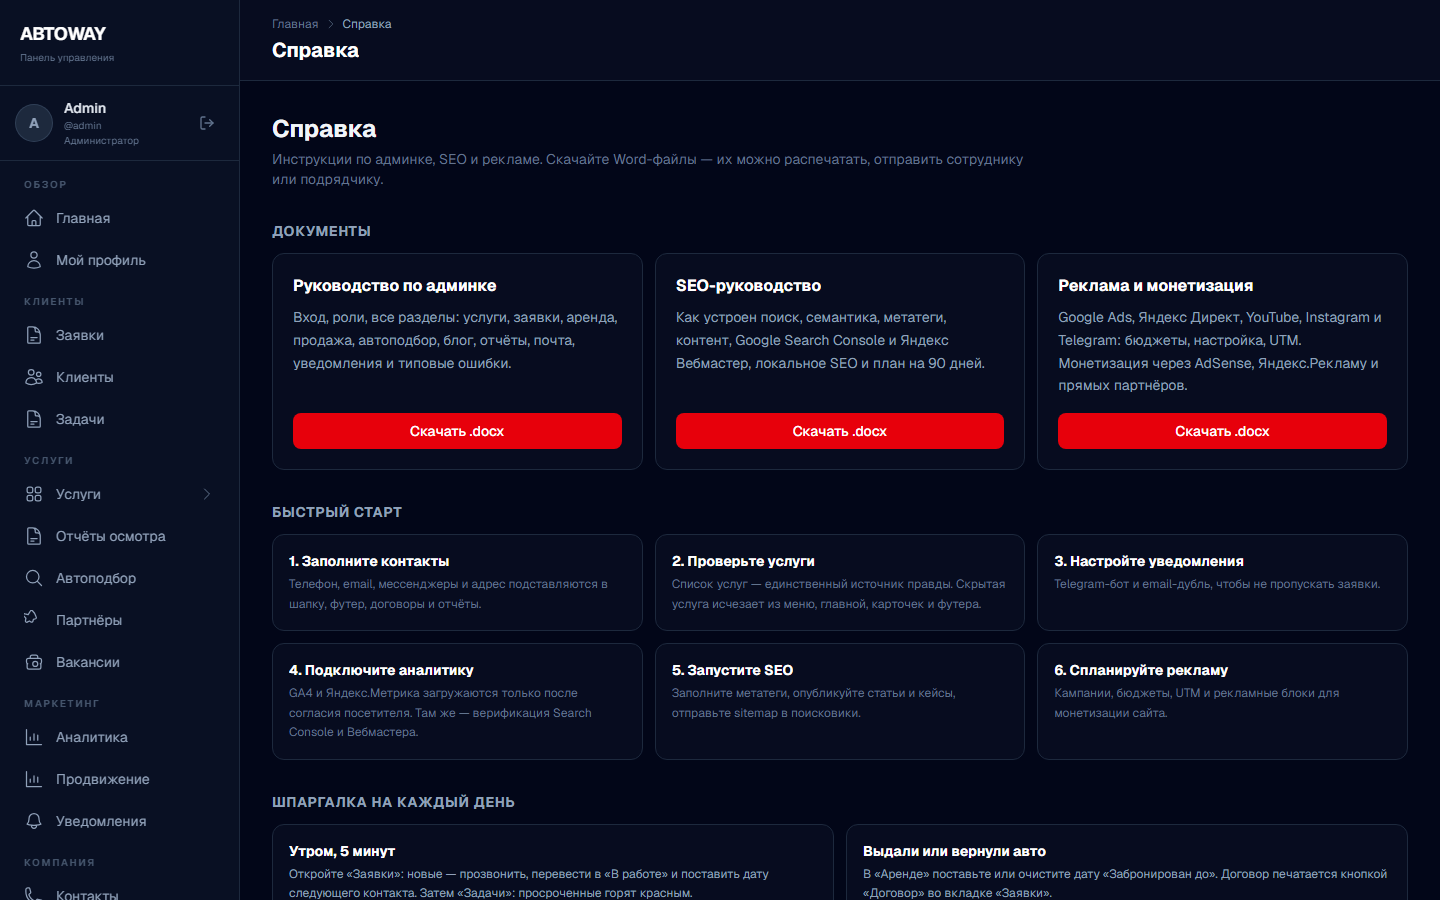 АВТОWAY
Панель управления
A
Admin
@admin
Администратор
ОБЗОР
Главная
Мой профиль
КЛИЕНТЫ
Заявки
Клиенты
Задачи
УСЛУГИ
Услуги
Отчёты осмотра
Автоподбор
Партнёры
Вакансии
МАРКЕТИНГ
Аналитика
Продвижение
Уведомления
КОМПАНИЯ
Контакты
Главная
Справка
Справка
Справка
Инструкции по админке, SEO и рекламе. Скачайте Word-файлы — их можно распечатать, отправить сотруднику
или подрядчику.
ДОКУМЕНТЫ
Руководство по админке
Вход, роли, все разделы: услуги, заявки, аренда,
продажа, автоподбор, блог, отчёты, почта,
уведомления и типовые ошибки.
Скачать .docx
SEO-руководство
Как устроен поиск, семантика, метатеги,
контент, Google Search Console и Яндекс
Вебмастер, локальное SEO и план на 90 дней.
Скачать .docx
Реклама и монетизация
Google Ads, Яндекс Директ, YouTube, Instagram и
Telegram: бюджеты, настройка, UTM.
Монетизация через AdSense, Яндекс.Рекламу и
прямых партнёров.
Скачать .docx
БЫСТРЫЙ СТАРТ
1. Заполните контакты
Телефон, email, мессенджеры и адрес подставляются в
шапку, футер, договоры и отчёты.
2. Проверьте услуги
Список услуг — единственный источник правды. Скрытая
услуга исчезает из меню, главной, карточек и футера.
3. Настройте уведомления
Telegram-бот и email-дубль, чтобы не пропускать заявки.
4. Подключите аналитику
GA4 и Яндекс.Метрика загружаются только после
согласия посетителя. Там же — верификация Search
Console и Вебмастера.
5. Запустите SEO
Заполните метатеги, опубликуйте статьи и кейсы,
отправьте sitemap в поисковики.
6. Спланируйте рекламу
Кампании, бюджеты, UTM и рекламные блоки для
монетизации сайта.
ШПАРГАЛКА НА КАЖДЫЙ ДЕНЬ
Утром, 5 минут
Откройте «Заявки»: новые — прозвонить, перевести в «В работе» и поставить дату
следующего контакта. Затем «Задачи»: просроченные горят красным.
Выдали или вернули авто
В «Аренде» поставьте или очистите дату «Забронирован до». Договор печатается кнопкой
«Договор» во вкладке «Заявки».